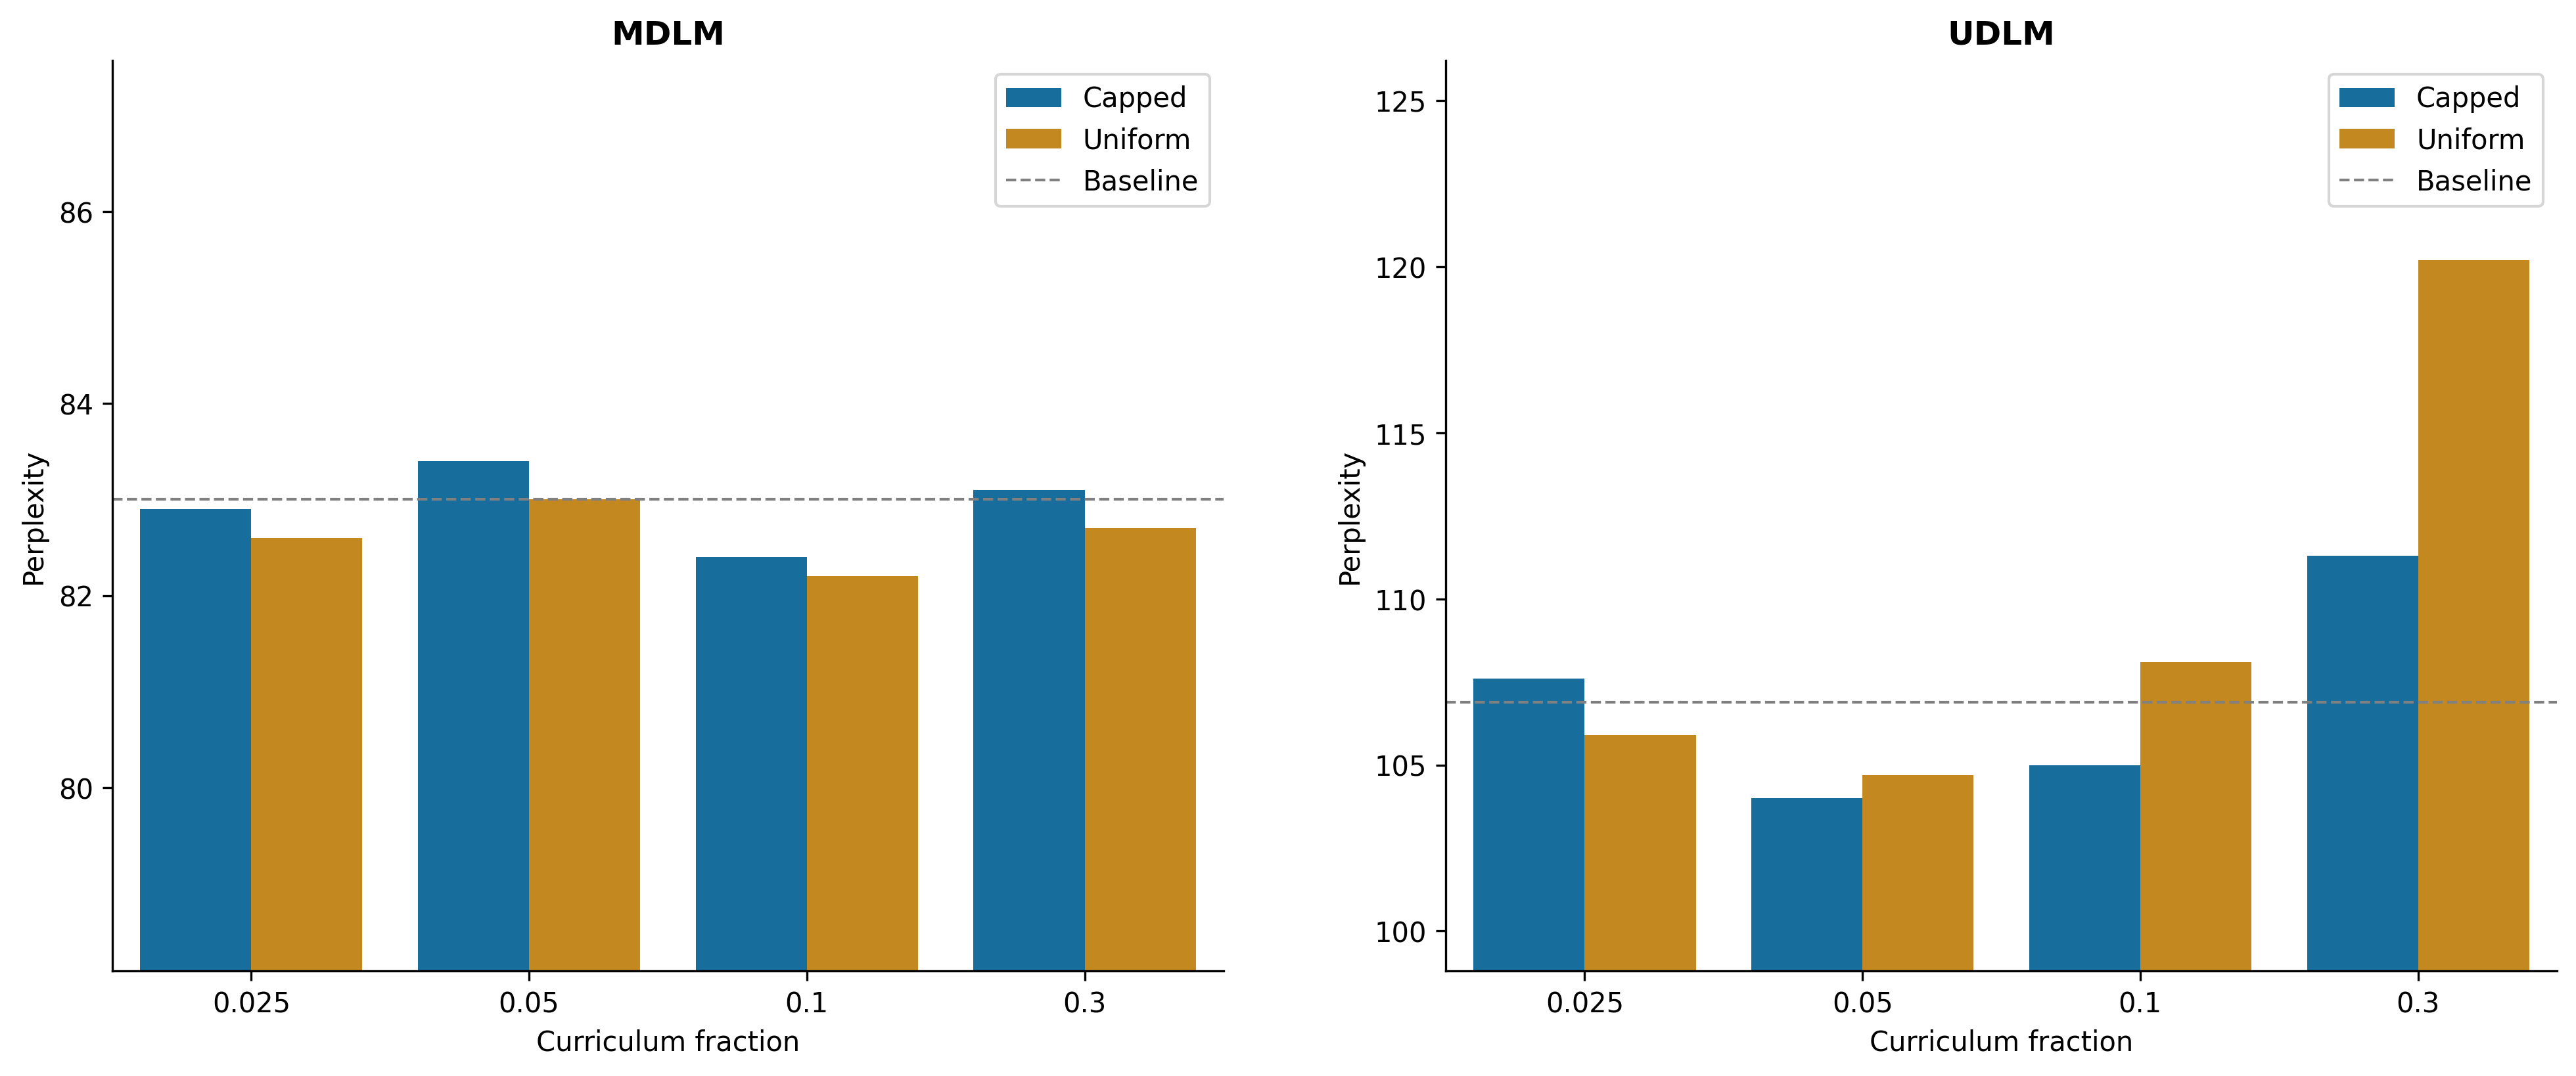 MDLM
Capped
Uniform
Baseline
86
84
82
80
Perplexity
0.025 0.05 0.1 0.3
Curriculum fraction
UDLM
Capped
Uniform
Baseline
125
120
115
110
105
100
Perplexity
0.025 0.05 0.1 0.3
Curriculum fraction